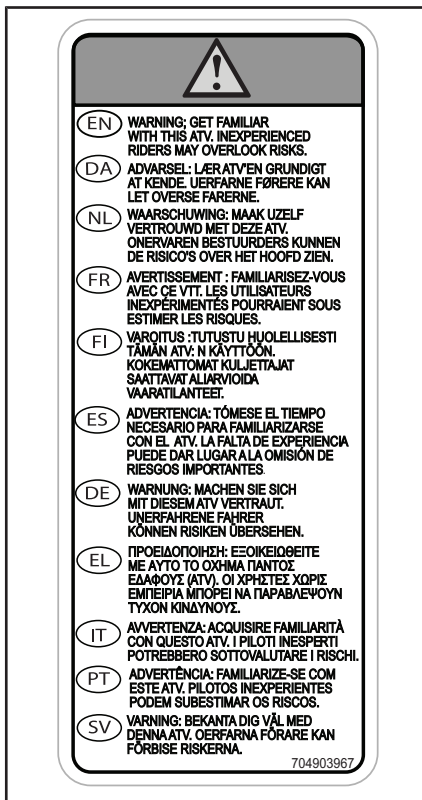 EN WARNING; GET FAMILIAR
WITH THIS ATV. INEXPERIENCED
RIDERS MAY OVERLOOK RISKS.
DA ADVARSEL: LÆR ATV'EN GRUNDIGT
AT KENDE. UERFARNE FØRERE KAN
LET OVERSE FARERNE.
NL WAARSCHUWING: MAAK UZELF
VERTROUWD MET DEZE ATV.
ONERVAREN BESTUURDERS KUNNEN
DE RISICO'S OVER HET HOOFD ZIEN.
FR AVERTISSEMENT : FAMILIARISEZ-VOUS
AVEC CE VTT. LES UTILISATEURS
INEXPÉRIMENTÉS POURRAIENT SOUS
ESTIMER LES RISQUES.
FI VAROITUS :TUTUSTU HUOLELLISESTI
TÄMÄN ATV: N KÄYTTÖÖN.
KOKEMATTOMAT KULJETTAJAT
SAATTAVAT ALIARVIOIDA
VAARATILANTEET.
ES ADVERTENCIA: TÓMESE EL TIEMPO
NECESARIO PARA FAMILIARIZARSE
CON EL ATV. LA FALTA DE EXPERIENCIA
PUEDE DAR LUGAR A LA OMISIÓN DE
RIESGOS IMPORTANTES.
DE WARNUNG: MACHEN SIE SICH
MIT DIESEM ATV VERTRAUT.
UNERFAHRENE FAHRER
KÖNNEN RISIKEN ÜBERSEHEN.
EL ΠΡΟΕΙΔΟΠΟΙΗΣΗ: ΕΞΟΙΚΕΙΩΘΕΙΤΕ
ΜΕ ΑΥΤΟ ΤΟ ΟΧΗΜΑ ΠΑΝΤΟΣ
ΕΔΑΦΟΥΣ (ATV). ΟΙ ΧΡΗΣΤΕΣ ΧΩΡΙΣ
ΕΜΠΕΙΡΙΑ ΜΠΟΡΕΙ ΝΑ ΠΑΡΑΒΛΕΨΟΥΝ
ΤΥΧΟΝ ΚΙΝΔΥΝΟΥΣ.
IT AVVERTENZA: ACQUISIRE FAMILIARITÀ
CON QUESTO ATV. I PILOTI INESPERTI
POTREBBERO SOTTOVALUTARE I RISCHI.
PT ADVERTÊNCIA: FAMILIARIZE-SE COM
ESTE ATV. PILOTOS INEXPERIENTES
PODEM SUBESTIMAR OS RISCOS.
SV VARNING: BEKANTA DIG VÄL MED
DENNA ATV. OERFARNA FÖRARE KAN
FÖRBISE RISKERNA.
704903967